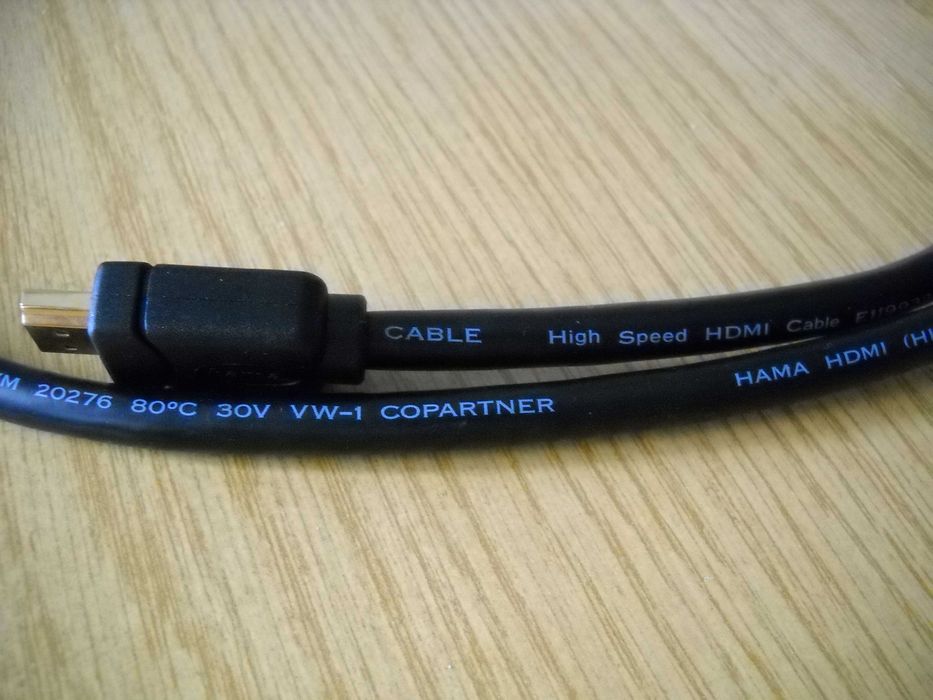 CABLE High Speed HDMI Cable
20276 80°C 30V VW-1 COPARTNER HAMA HDMI